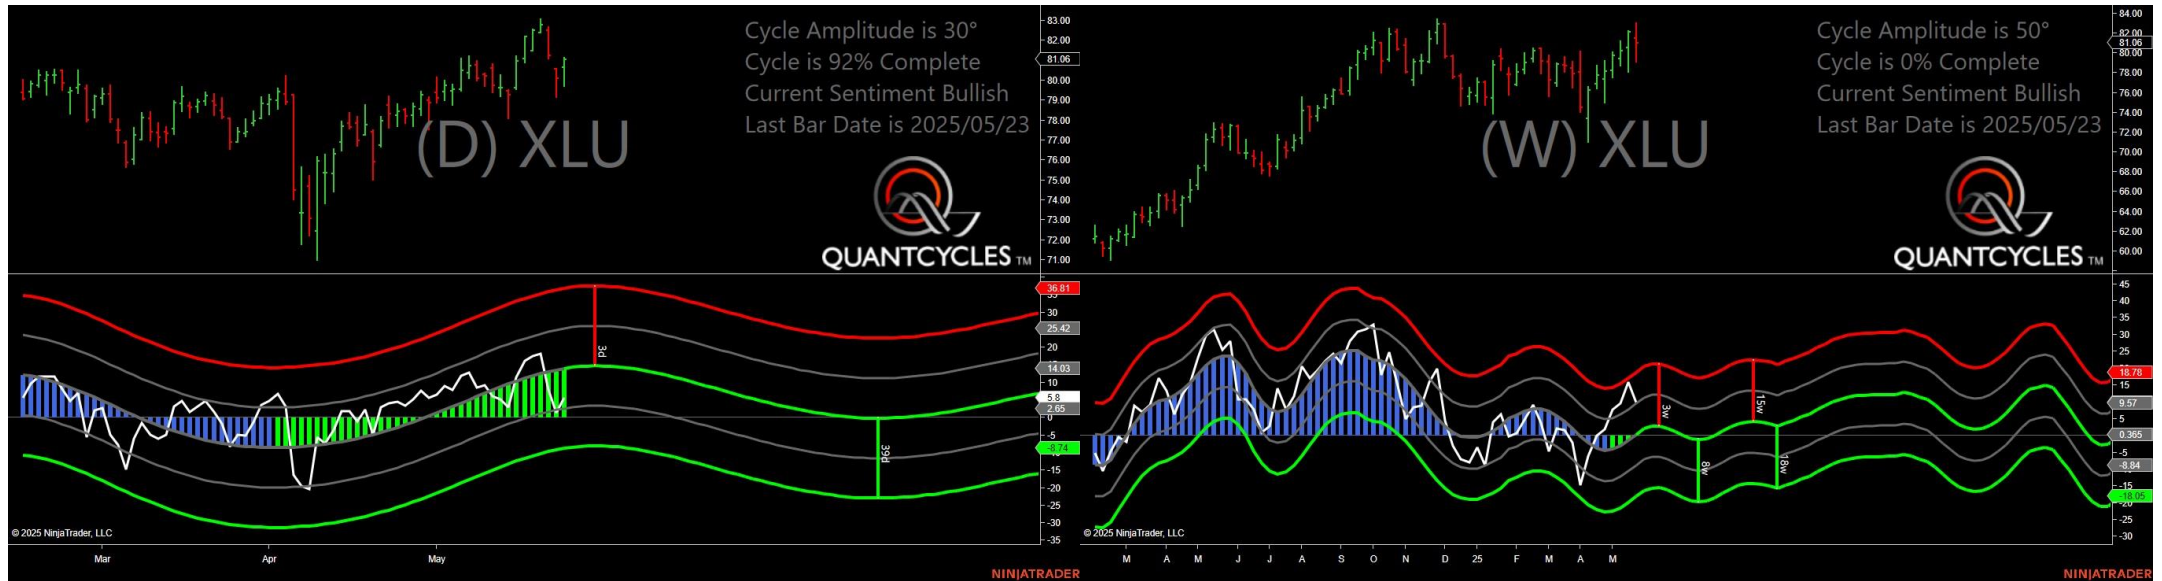 Cycle Amplitude is 30°
Cycle is 92% Complete
Current Sentiment Bullish
Last Bar Date is 2025/05/23
(D) XLU
QUANTCYCLES TM
83.00
82.00
81.06
80.00
79.00
78.00
77.00
76.00
75.00
74.00
73.00
72.00
71.00
36.81
35
25.42
20
14.03
10
5.8
2.65
0
-5
-8.74
-15
-20
-25
-30
-35
3d
39d
© 2025 NinjaTrader, LLC
Mar
Apr
May
NINJATRADER
Cycle Amplitude is 50°
Cycle is 0% Complete
Current Sentiment Bullish
Last Bar Date is 2025/05/23
(W) XLU
QUANTCYCLES TM
84.00
82.00
81.06
80.00
78.00
76.00
74.00
72.00
70.00
68.00
66.00
64.00
62.00
60.00
45
40
35
30
25
18.78
15
9.57
5
0.365
-5
-8.84
-15
-18.05
-20
-25
-30
3w
8w
15w
18w
© 2025 NinjaTrader, LLC
M A M J J A S O N D 25 F M A M
NINJATRADER